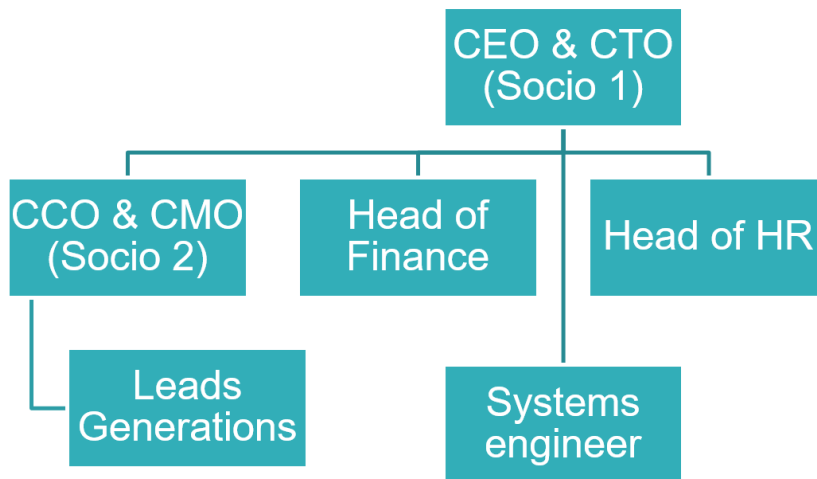 CEO & CTO
(Socio 1)
CCO & CMO
(Socio 2)
Head of
Finance
Head of HR
Leads
Generations
Systems
engineer